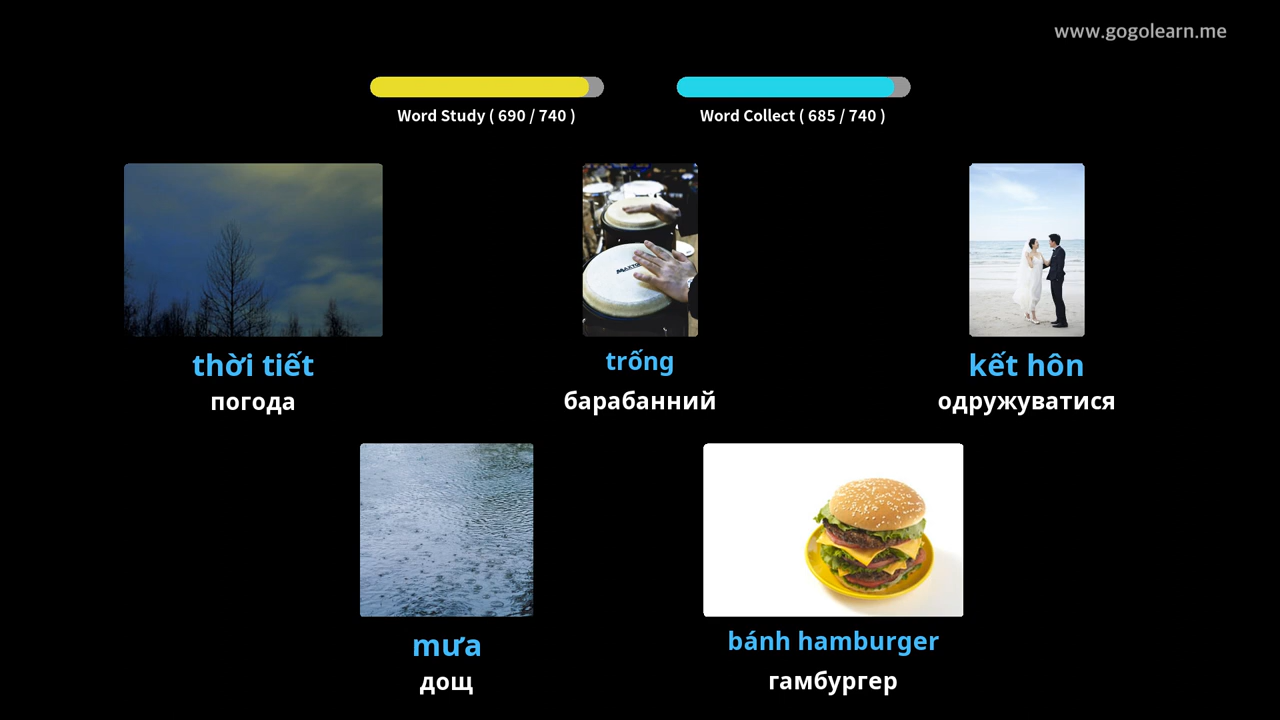 www.gogolearn.me
Word Study ( 690 / 740 )
Word Collect ( 685 / 740 )
thời tiết
погода
trống
барабанний
kết hôn
одружуватися
mưa
дощ
bánh hamburger
гамбургер